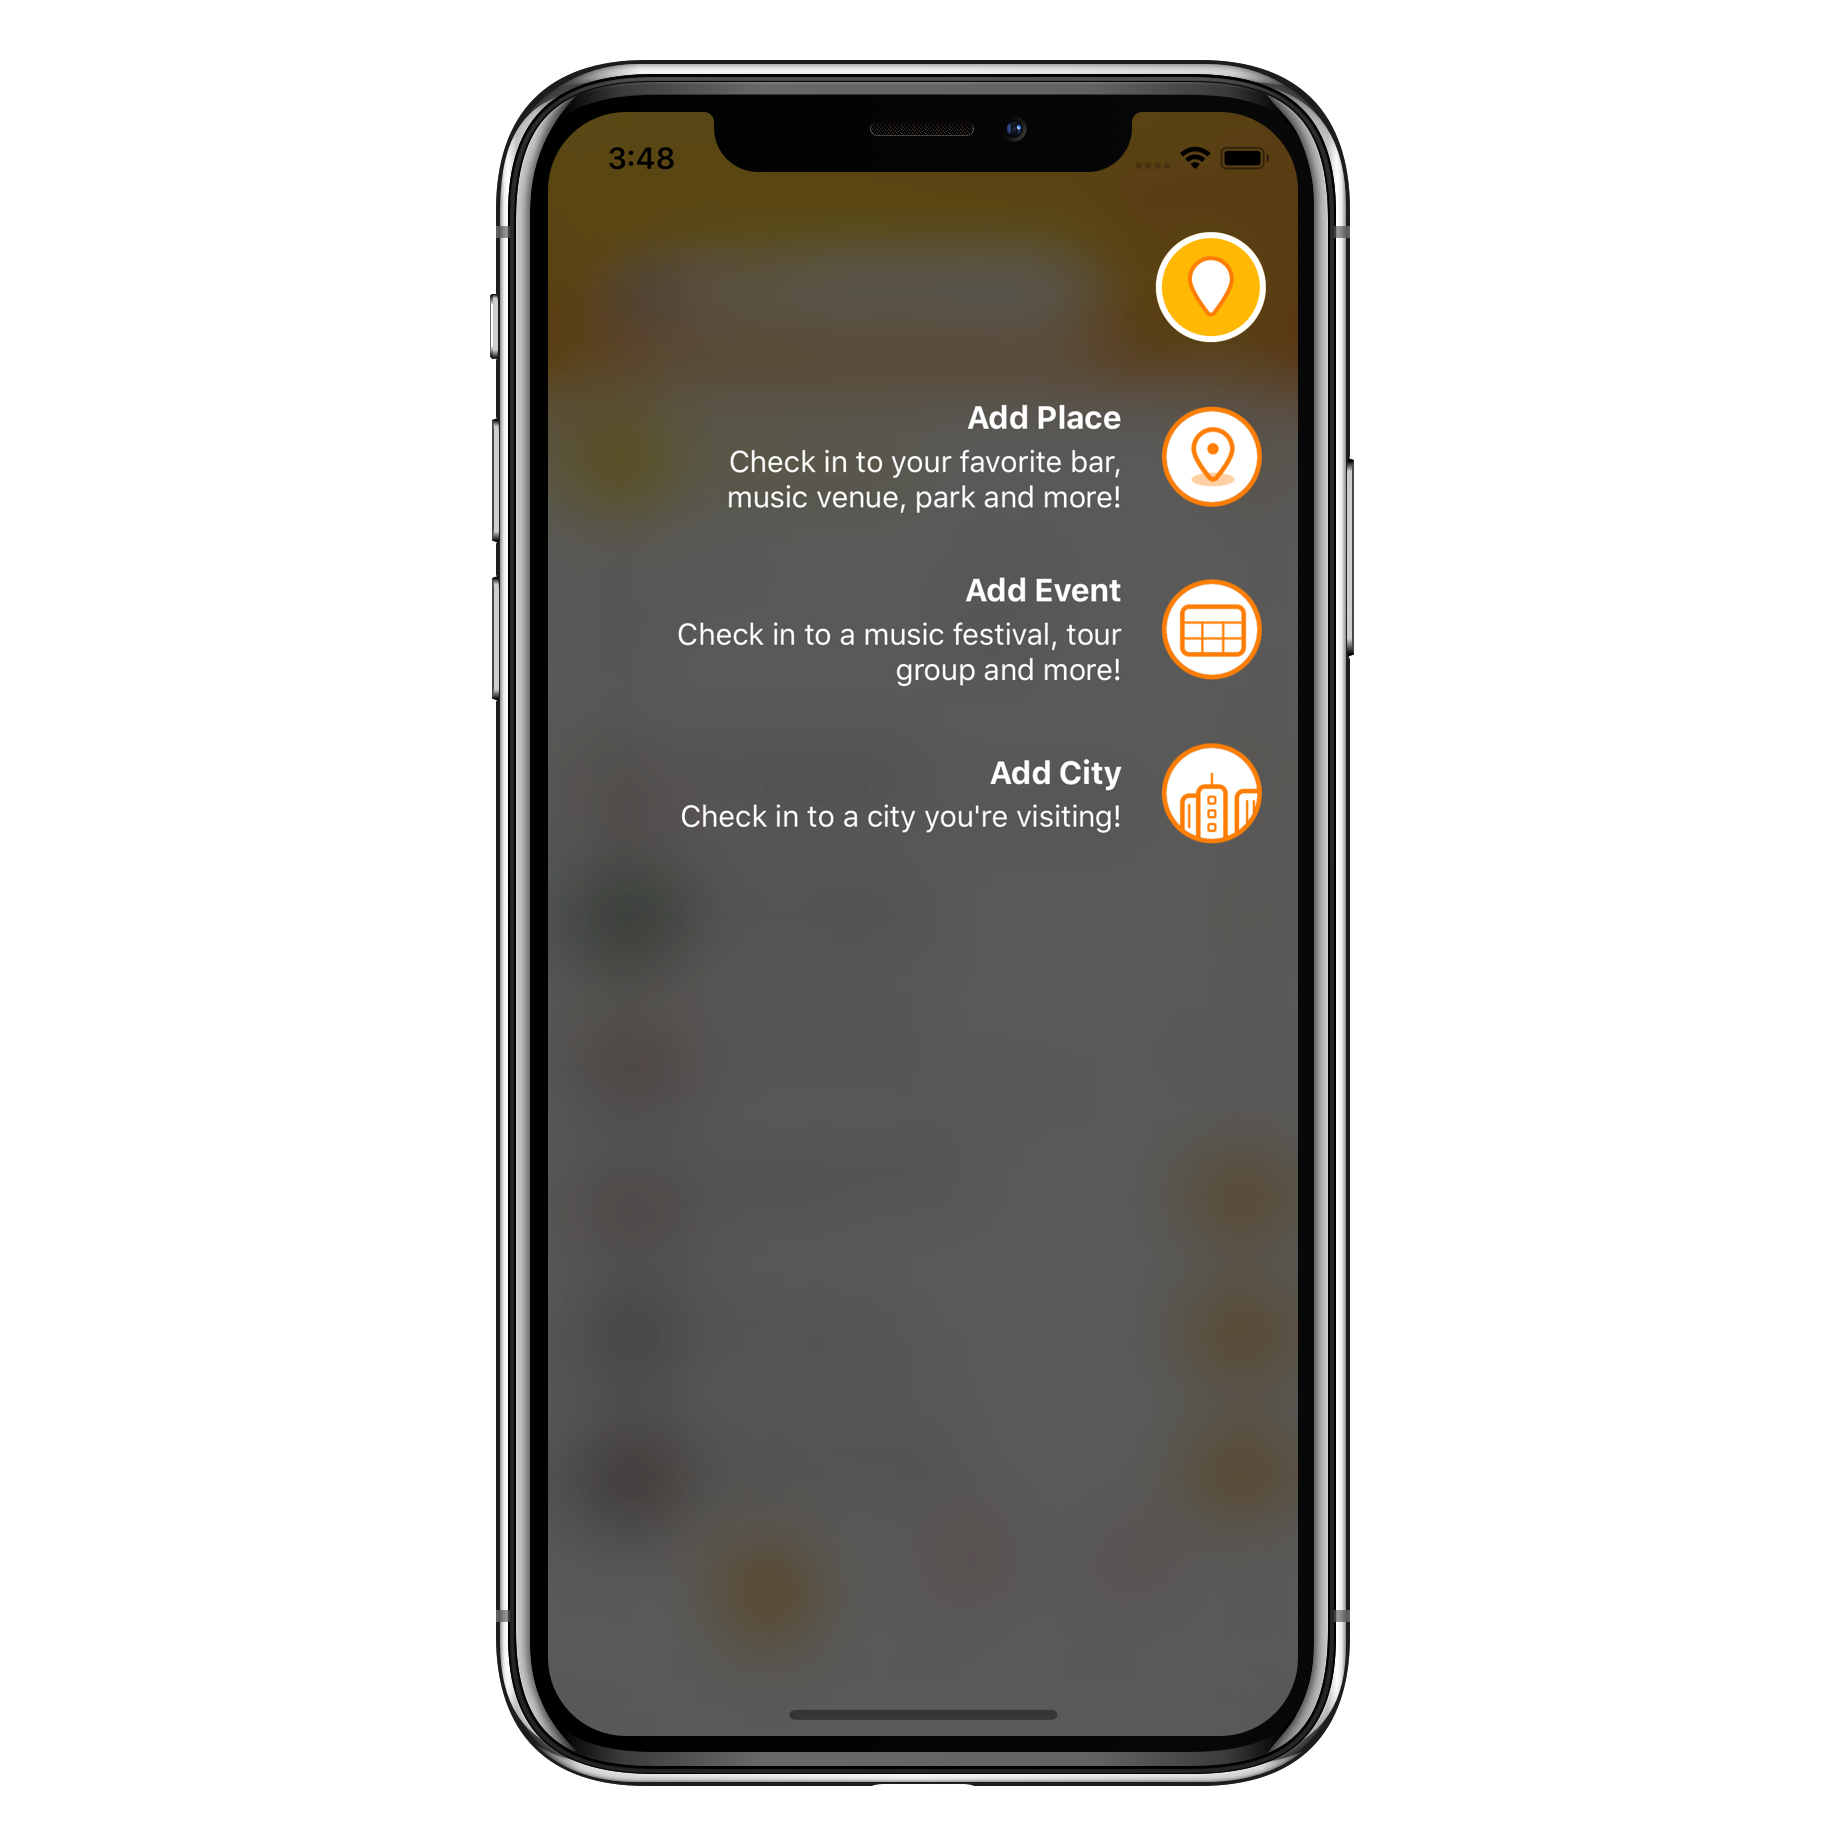 3:48
Add Place
Check in to your favorite bar,
music venue, park and more!
Add Event
Check in to a music festival, tour
group and more!
Add City
Check in to a city you're visiting!